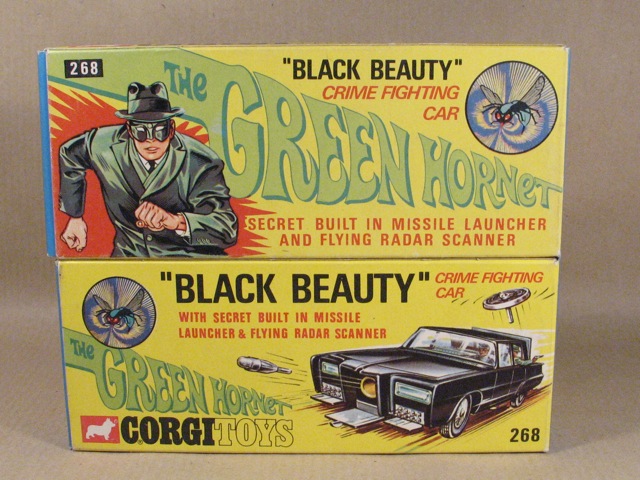 268
THE GREEN HORNET
"BLACK BEAUTY"
CRIME FIGHTING
CAR
SECRET BUILT IN MISSILE LAUNCHER
AND FLYING RADAR SCANNER
"BLACK BEAUTY"
CRIME FIGHTING
CAR
WITH SECRET BUILT IN MISSILE
LAUNCHER & FLYING RADAR SCANNER
THE GREEN HORNET
CORGI TOYS
268